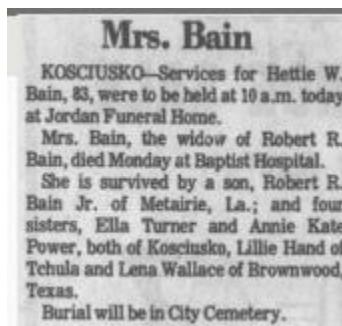 Mrs. Bain
KOSCIUSKO—Services for Hettie W.
Bain, 83, were to be held at 10 a.m. today
at Jordan Funeral Home.
Mrs. Bain, the widow of Robert R.
Bain, died Monday at Baptist Hospital.
She is survived by a son, Robert R.
Bain Jr. of Metairie, La.; and four
sisters, Ella Turner and Annie Kate
Power, both of Kosciusko, Lillie Hand of
Tchula and Lena Wallace of Brownwood,
Texas.
Burial will be in City Cemetery.